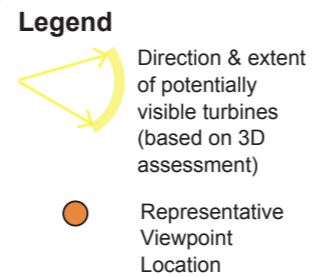 Legend
Direction & extent
of potentially
visible turbines
(based on 3D
assessment)
Representative
Viewpoint
Location